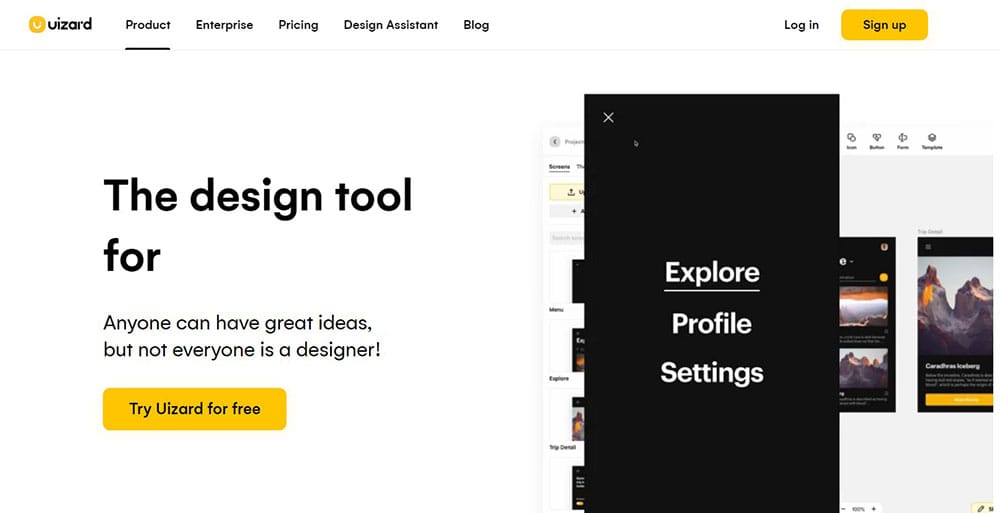 uizard
Product
Enterprise
Pricing
Design Assistant
Blog
Log in
Sign up
The design tool
for
Anyone can have great ideas,
but not everyone is a designer!
Try Uizard for free
Screens
Menu
Explore
Trip Detail
Explore
Profile
Settings
Icon
Button
Form
Template
Trip Detail
Caradhras Iceberg
100%